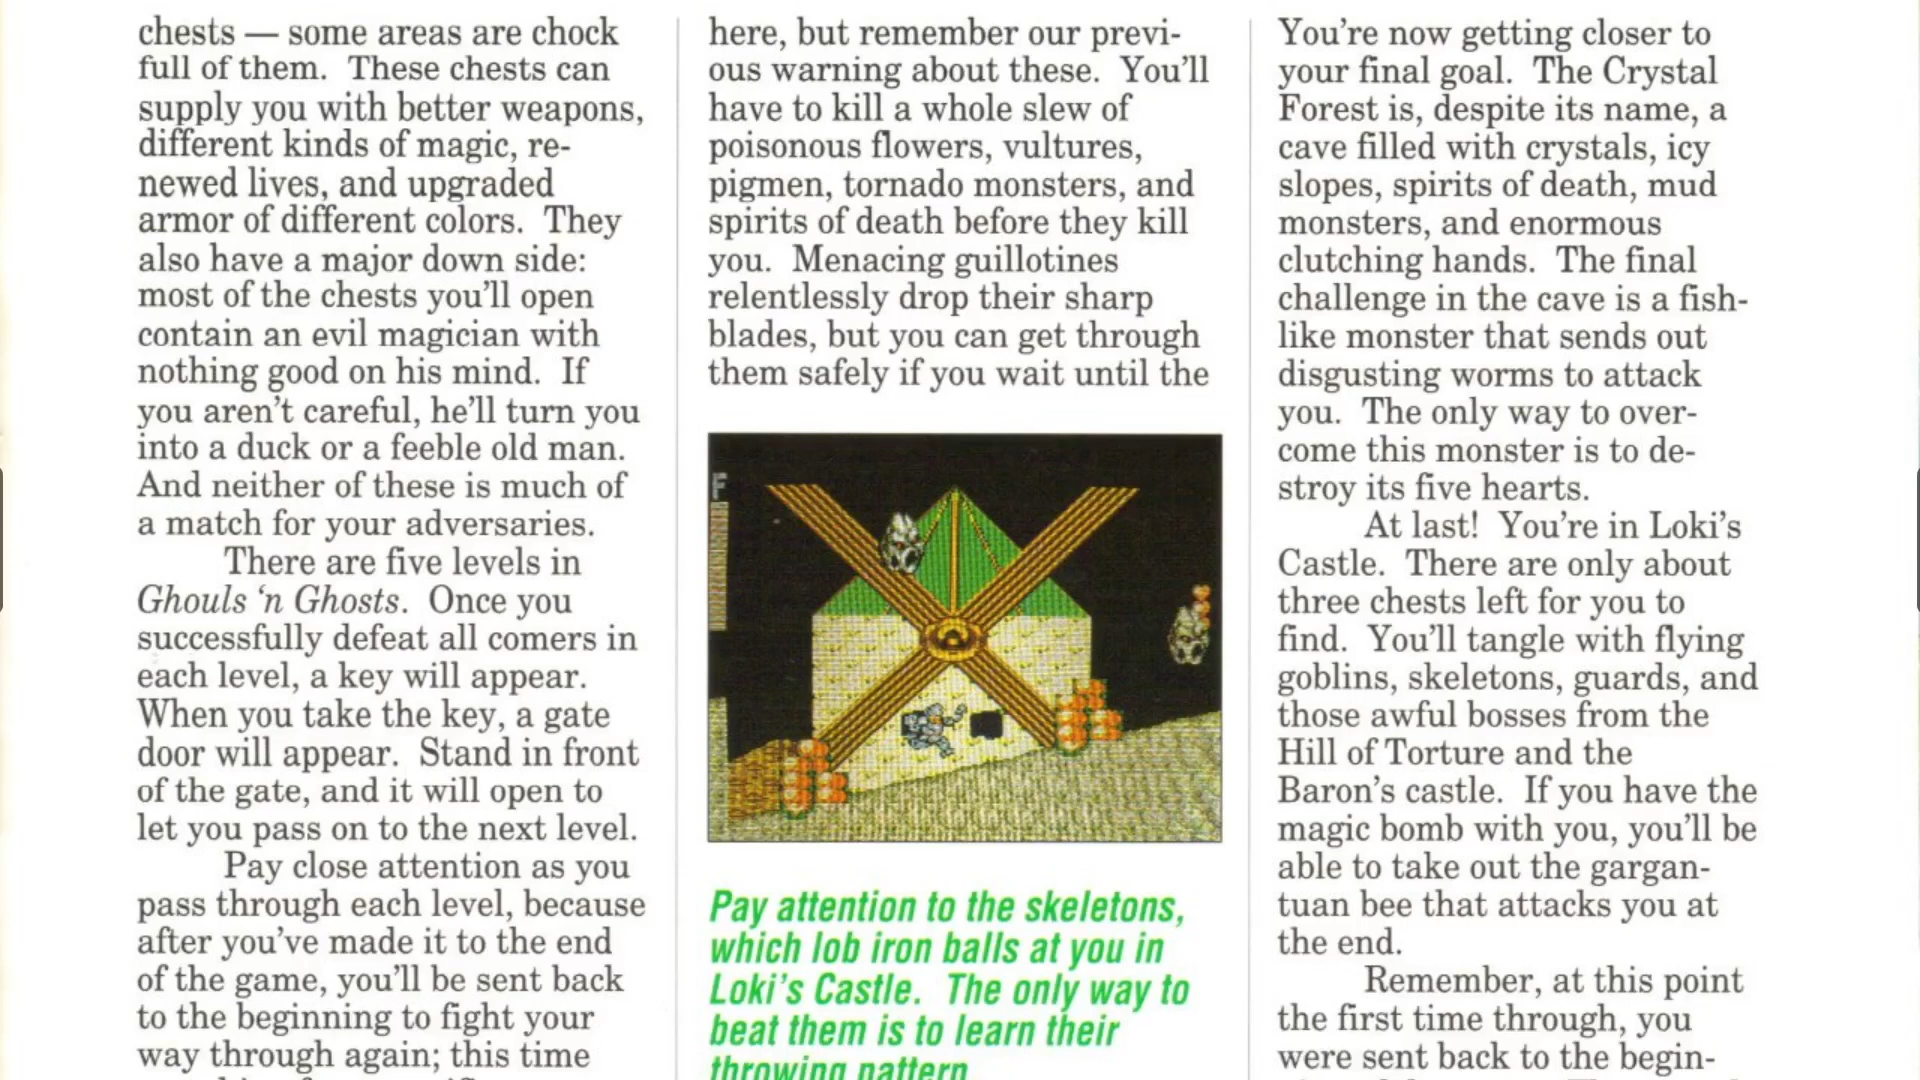 chests — some areas are chock
full of them. These chests can
supply you with better weapons,
different kinds of magic, re-
newed lives, and upgraded
armor of different colors. They
also have a major down side:
most of the chests you'll open
contain an evil magician with
nothing good on his mind. If
you aren't careful, he'll turn you
into a duck or a feeble old man.
And neither of these is much of
a match for your adversaries.
There are five levels in
Ghouls 'n Ghosts. Once you
successfully defeat all comers in
each level, a key will appear.
When you take the key, a gate
door will appear. Stand in front
of the gate, and it will open to
let you pass on to the next level.
Pay close attention as you
pass through each level, because
after you've made it to the end
of the game, you'll be sent back
to the beginning to fight your
way through again; this time
here, but remember our previ-
ous warning about these. You'll
have to kill a whole slew of
poisonous flowers, vultures,
pigmen, tornado monsters, and
spirits of death before they kill
you. Menacing guillotines
relentlessly drop their sharp
blades, but you can get through
them safely if you wait until the
Pay attention to the skeletons,
which lob iron balls at you in
Loki's Castle. The only way to
beat them is to learn their
throwing pattern
You're now getting closer to
your final goal. The Crystal
Forest is, despite its name, a
cave filled with crystals, icy
slopes, spirits of death, mud
monsters, and enormous
clutching hands. The final
challenge in the cave is a fish-
like monster that sends out
disgusting worms to attack
you. The only way to over-
come this monster is to de-
stroy its five hearts.
At last! You're in Loki's
Castle. There are only about
three chests left for you to
find. You'll tangle with flying
goblins, skeletons, guards, and
those awful bosses from the
Hill of Torture and the
Baron's castle. If you have the
magic bomb with you, you'll be
able to take out the gargan-
tuan bee that attacks you at
the end.
Remember, at this point
the first time through, you
were sent back to the begin-